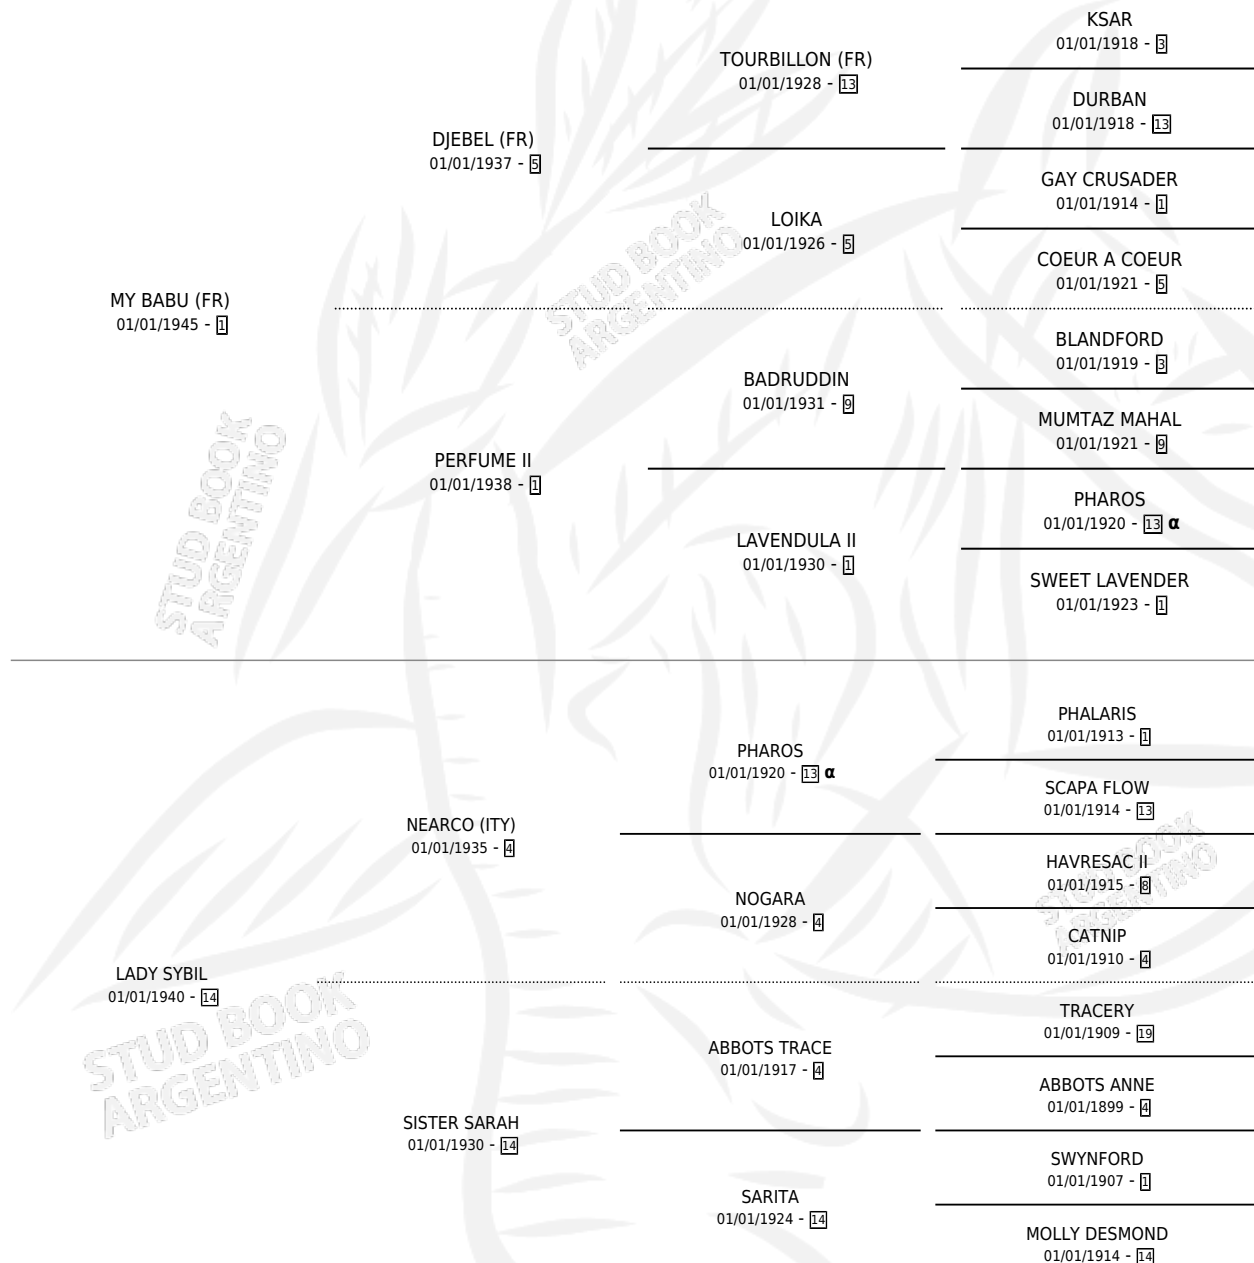 KSAR
01/01/1918 - 3
TOURBILLON (FR)
01/01/1928 - 13
DURBAN
01/01/1918 - 13
DJEBEL (FR)
01/01/1937 - 5
GAY CRUSADER
01/01/1914 - 1
LOIKA
01/01/1926 - 5
COEUR A COEUR
01/01/1921 - 5
MY BABU (FR)
01/01/1945 - 1
BLANDFORD
01/01/1919 - 3
BADRUDDIN
01/01/1931 - 9
MUMTAZ MAHAL
01/01/1921 - 9
PERFUME II
01/01/1938 - 1
PHAROS
01/01/1920 - 13 α
LAVENDULA II
01/01/1930 - 1
SWEET LAVENDER
01/01/1923 - 1
STUD BOOK
ARGENTINO
STUD BOOK
ARGENTINO
PHALARIS
01/01/1913 - 1
PHAROS
01/01/1920 - 13 α
SCAPA FLOW
01/01/1914 - 13
NEARCO (ITY)
01/01/1935 - 4
HAVRESAC II
01/01/1915 - 8
NOGARA
01/01/1928 - 4
CATNIP
01/01/1910 - 4
LADY SYBIL
01/01/1940 - 14
TRACERY
01/01/1909 - 19
ABBOTS TRACE
01/01/1917 - 4
ABBOTS ANNE
01/01/1899 - 4
SISTER SARAH
01/01/1930 - 14
SWYNFORD
01/01/1907 - 1
SARITA
01/01/1924 - 14
MOLLY DESMOND
01/01/1914 - 14
STUD BOOK
ARGENTINO
STUD BOOK
ARGENTINO